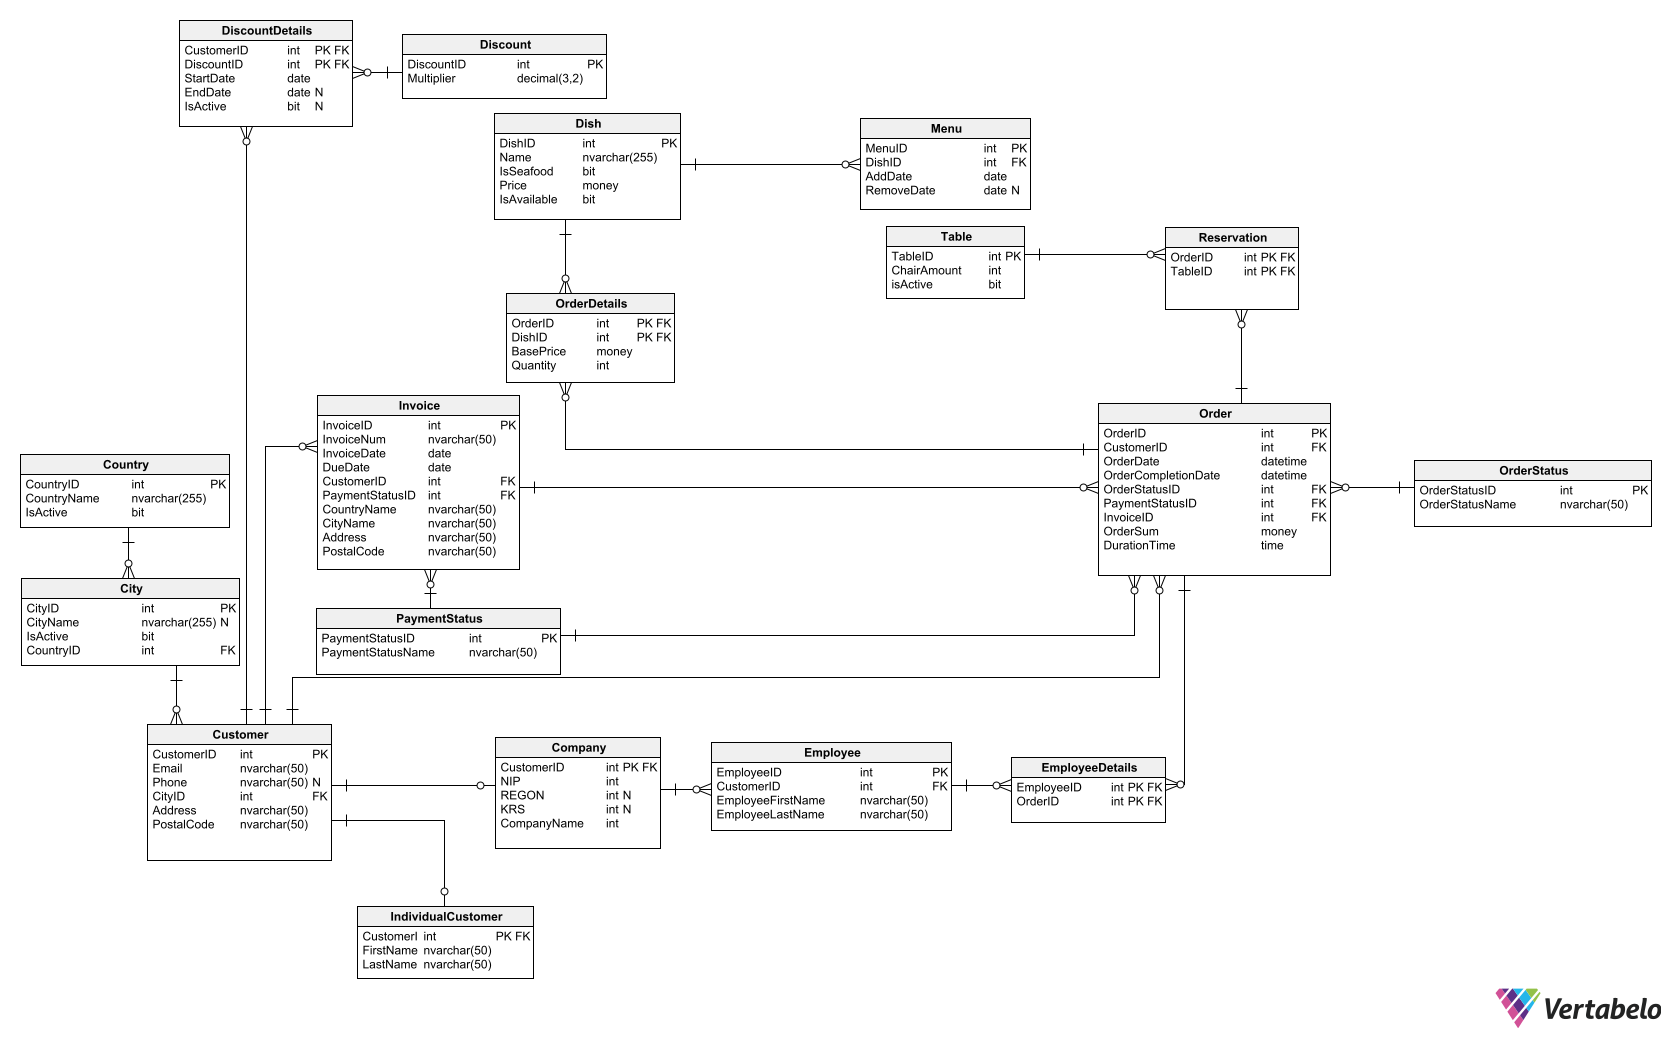 DiscountDetails
CustomerID int PK FK
DiscountID int PK FK
StartDate date
EndDate date N
IsActive bit N
Discount
DiscountID int PK
Multiplier decimal(3,2)
Dish
DishID int PK
Name nvarchar(255)
IsSeafood bit
Price money
IsAvailable bit
Menu
MenuID int PK
DishID int FK
AddDate date
RemoveDate date N
Table
TableID int PK
ChairAmount int
isActive bit
Reservation
OrderID int PK FK
TableID int PK FK
OrderDetails
OrderID int PK FK
DishID int PK FK
BasePrice money
Quantity int
Invoice
InvoiceID int PK
InvoiceNum nvarchar(50)
InvoiceDate date
DueDate date
CustomerID int FK
PaymentStatusID int FK
CountryName nvarchar(50)
CityName nvarchar(50)
Address nvarchar(50)
PostalCode nvarchar(50)
Order
OrderID int PK
CustomerID int FK
OrderDate datetime
OrderCompletionDate datetime
OrderStatusID int FK
PaymentStatusID int FK
InvoiceID int FK
OrderSum money
DurationTime time
OrderStatus
OrderStatusID int PK
OrderStatusName nvarchar(50)
Country
CountryID int PK
CountryName nvarchar(255)
IsActive bit
City
CityID int PK
CityName nvarchar(255) N
IsActive bit
CountryID int FK
PaymentStatus
PaymentStatusID int PK
PaymentStatusName nvarchar(50)
Customer
CustomerID int PK
Email nvarchar(50)
Phone nvarchar(50) N
CityID int FK
Address nvarchar(50)
PostalCode nvarchar(50)
Company
CustomerID int PK FK
NIP int
REGON int N
KRS int N
CompanyName int
Employee
EmployeeID int PK
CustomerID int FK
EmployeeFirstName nvarchar(50)
EmployeeLastName nvarchar(50)
EmployeeDetails
EmployeeID int PK FK
OrderID int PK FK
IndividualCustomer
CustomerI int PK FK
FirstName nvarchar(50)
LastName nvarchar(50)
Vertabelo